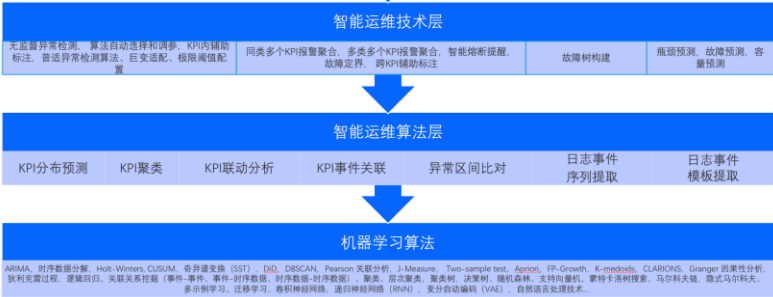 智能运维技术层
无监督异常检测, 算法自动选择和调参, KPI内辅助
标注, 普适异常检测算法、巨变适配、极限阈值配
置
同类多个KPI报警聚合, 多类多个KPI报警聚合, 智能熔断提醒,
故障定界, 跨KPI辅助标注
故障树构建
瓶颈预测, 故障预测, 容
量预测
智能运维算法层
KPI分布预测
KPI聚类
KPI联动分析
KPI事件关联
异常区间比对
日志事件
序列提取
日志事件
模板提取
机器学习算法
ARIMA, 时序数据分解, Holt-Winters, CUSUM, 奇异谱变换 (SST) , DiD, DBSCAN, Pearson 关联分析, J-Measure, Two-sample test, Apriori, FP-Growth, K-medoids, CLARIONS, Granger 因果性分析,
狄利克雷过程, 逻辑回归、关联关系挖掘 (事件-事件、事件-时序数据、时序数据-时序数据) 、聚类、层次聚类、聚类树、决策树、随机森林、支持向量机、蒙特卡洛树搜索、马尔科夫链、隐式马尔科夫、
多示例学习、迁移学习、卷积神经网络、递归神经网络 (RNN) 、变分自动编码 (VAE) 、自然语言处理技术...